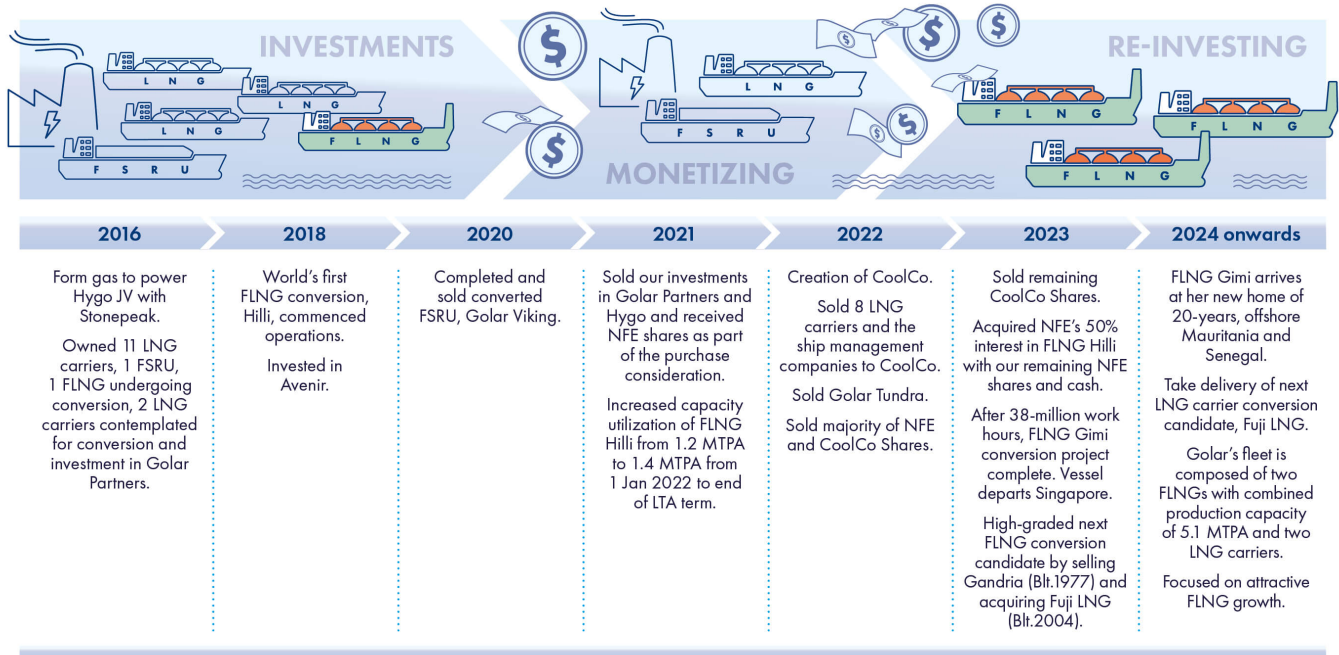 INVESTMENTS
MONETIZING
RE-INVESTING
L N G
L N G
L N G
F L N G
F S R U
L N G
F S R U
F L N G
F L N G
F L N G
2016
Form gas to power
Hygo JV with
Stonepeak.
Owned 11 LNG
carriers, 1 FSRU,
1 FLNG undergoing
conversion, 2 LNG
carriers contemplated
for conversion and
investment in Golar
Partners.
2018
World's first
FLNG conversion,
Hilli, commenced
operations.
Invested in
Avenir.
2020
Completed and
sold converted
FSRU, Golar Viking.
2021
Sold our investments
in Golar Partners and
Hygo and received
NFE shares as part
of the purchase
consideration.
Increased capacity
utilization of FLNG
Hilli from 1.2 MTPA
to 1.4 MTPA from
1 Jan 2022 to end
of LTA term.
2022
Creation of CoolCo.
Sold 8 LNG
carriers and the
ship management
companies to CoolCo.
Sold Golar Tundra.
Sold majority of NFE
and CoolCo Shares.
2023
Sold remaining
CoolCo Shares.
Acquired NFE's 50%
interest in FLNG Hilli
with our remaining NFE
shares and cash.
After 38-million work
hours, FLNG Gimi
conversion project
complete. Vessel
departs Singapore.
High-graded next
FLNG conversion
candidate by selling
Gandria (Blt.1977) and
acquiring Fuji LNG
(Blt.2004).
2024 onwards
FLNG Gimi arrives
at her new home of
20-years, offshore
Mauritania and
Senegal.
Take delivery of next
LNG carrier conversion
candidate, Fuji LNG.
Golar's fleet is
composed of two
FLNGs with combined
production capacity
of 5.1 MTPA and two
LNG carriers.
Focused on attractive
FLNG growth.